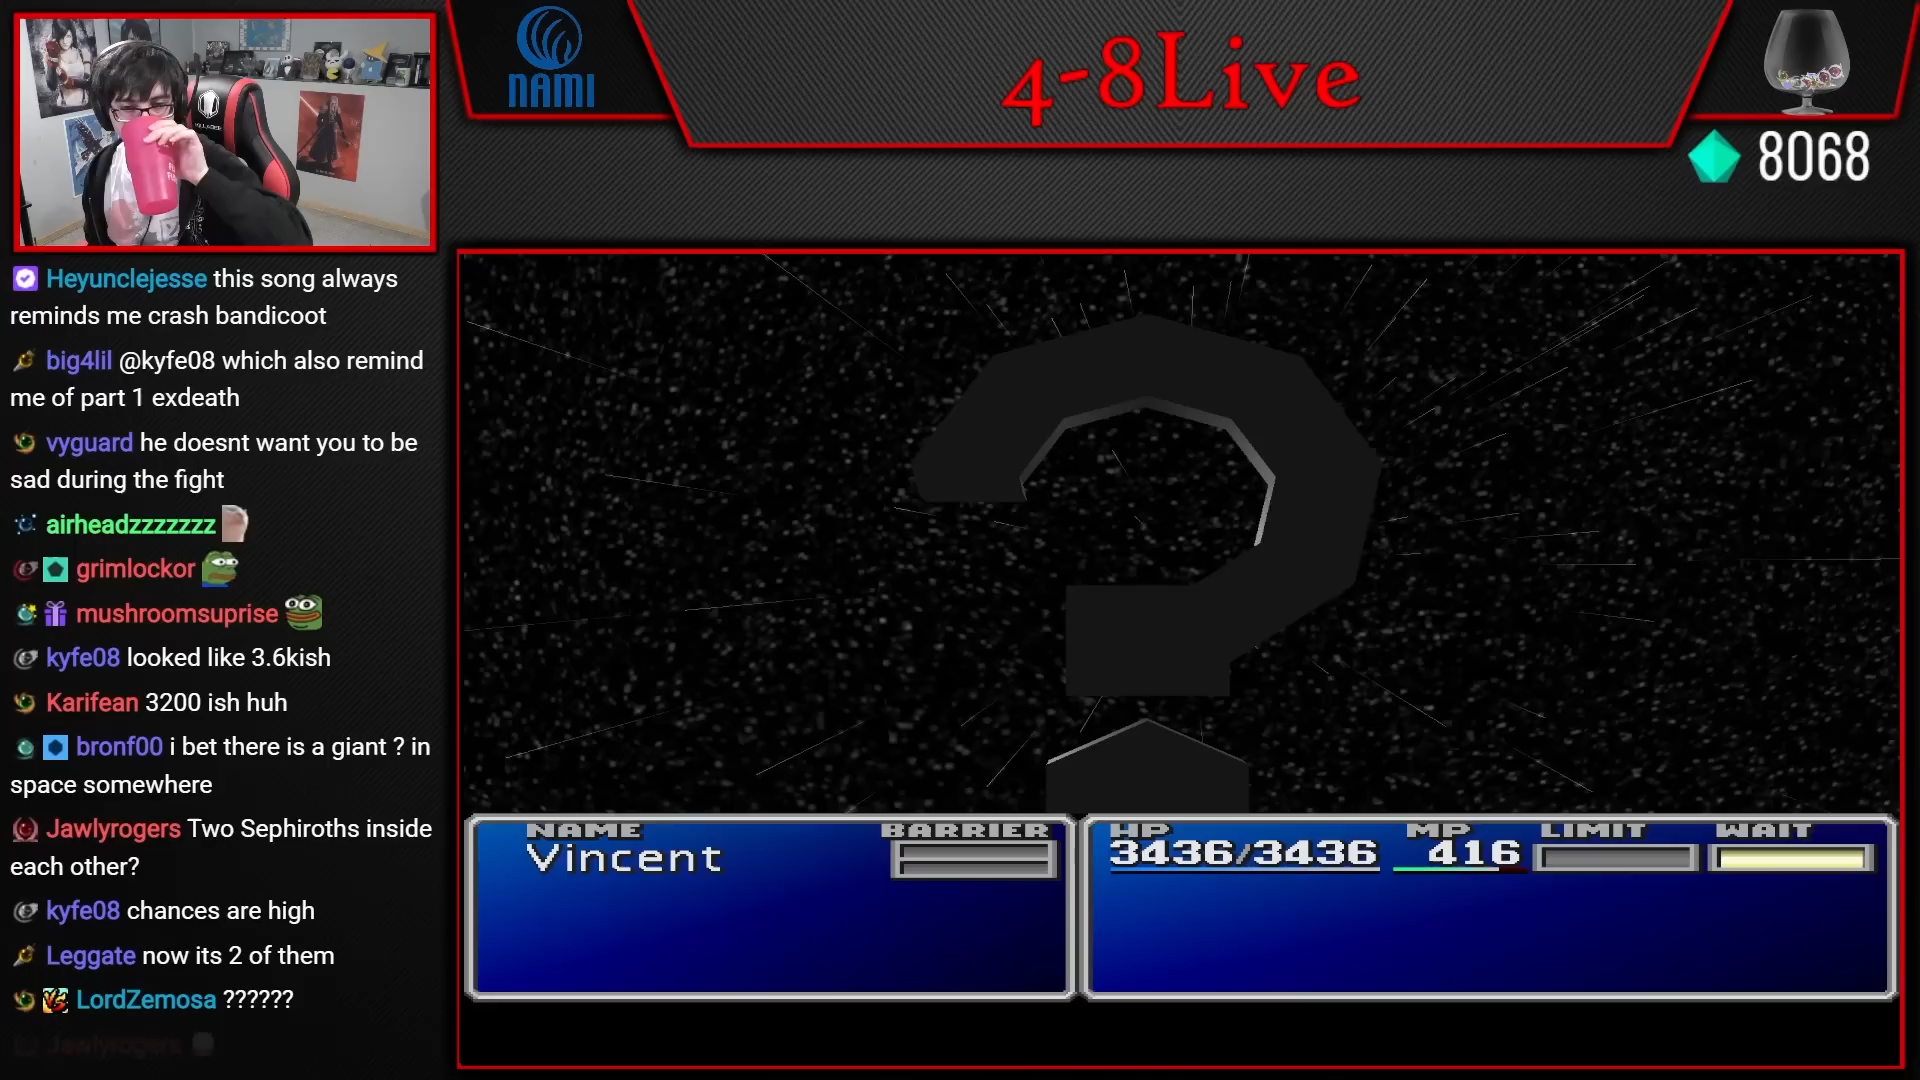 NAMI
4-8Live
8068
Heyunclejesse this song always
reminds me crash bandicoot
big4lil @kyfe08 which also remind
me of part 1 exdeath
vyguard he doesnt want you to be
sad during the fight
airheadzzzzzzz
grimlockor
mushroomsuprise
kyfe08 looked like 3.6kish
Karifean 3200 ish huh
bronf00 i bet there is a giant ? in
space somewhere
Jawlyrogers Two Sephiroths inside
each other?
kyfe08 chances are high
Leggate now its 2 of them
LordZemosa ??????
Jawlyrogers
?
NAME BARRIER
Vincent
HP MP LIMIT WAIT
3436/3436 416